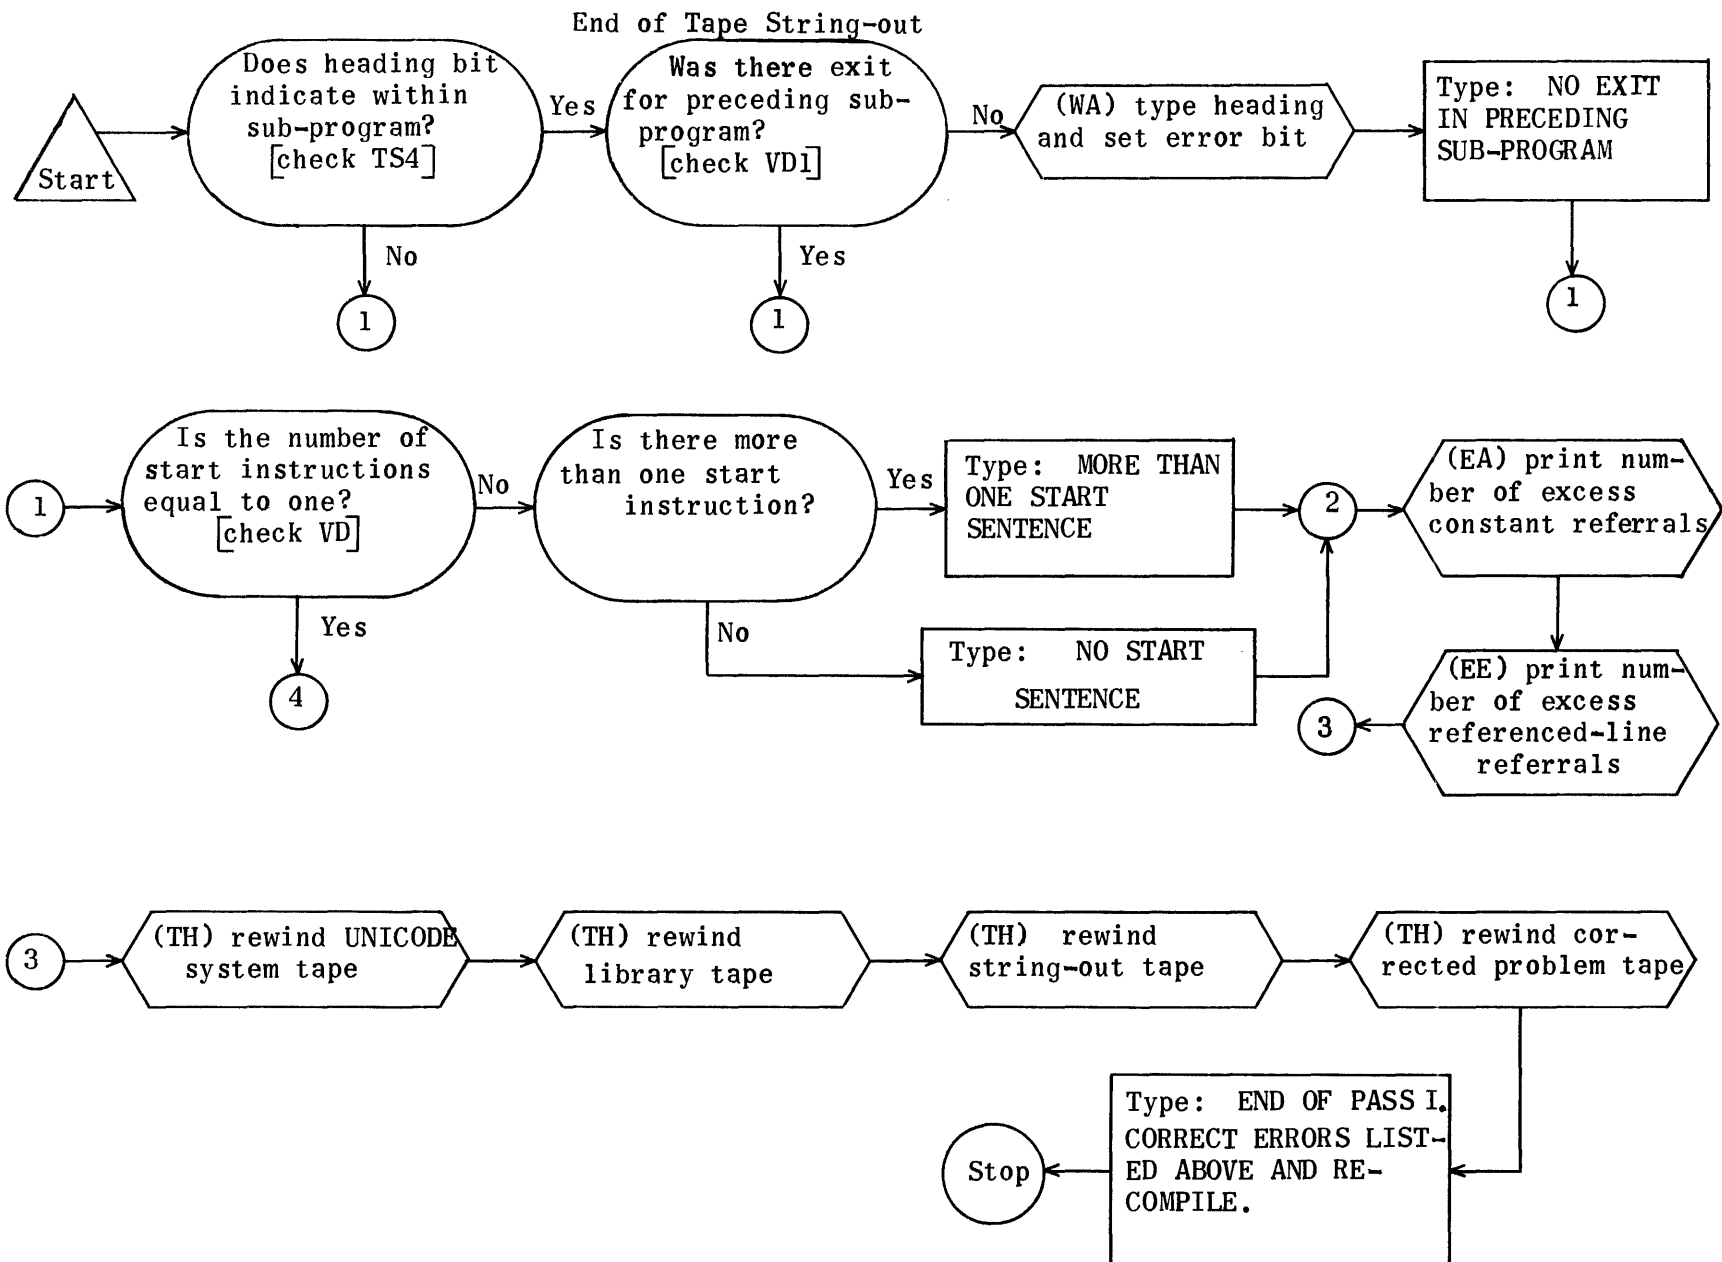 End of Tape String-out
Start
Does heading bit
indicate within
sub-program?
[check TS4]
Yes
No
1
Was there exit
for preceding sub-
program?
[check VD1]
No
Yes
1
(WA) type heading
and set error bit
Type: NO EXIT
IN PRECEDING
SUB-PROGRAM
1
1
Is the number of
start instructions
equal to one?
[check VD]
No
Yes
4
Is there more
than one start
instruction?
Yes
No
Type: MORE THAN
ONE START
SENTENCE
Type: NO START
SENTENCE
2
(EA) print num-
ber of excess
constant referrals
(EE) print num-
ber of excess
referenced-line
referrals
3
3
(TH) rewind UNICODE
system tape
(TH) rewind
library tape
(TH) rewind
string-out tape
(TH) rewind cor-
rected problem tape
Type: END OF PASS I.
CORRECT ERRORS LIST-
ED ABOVE AND RE-
COMPILE.
Stop